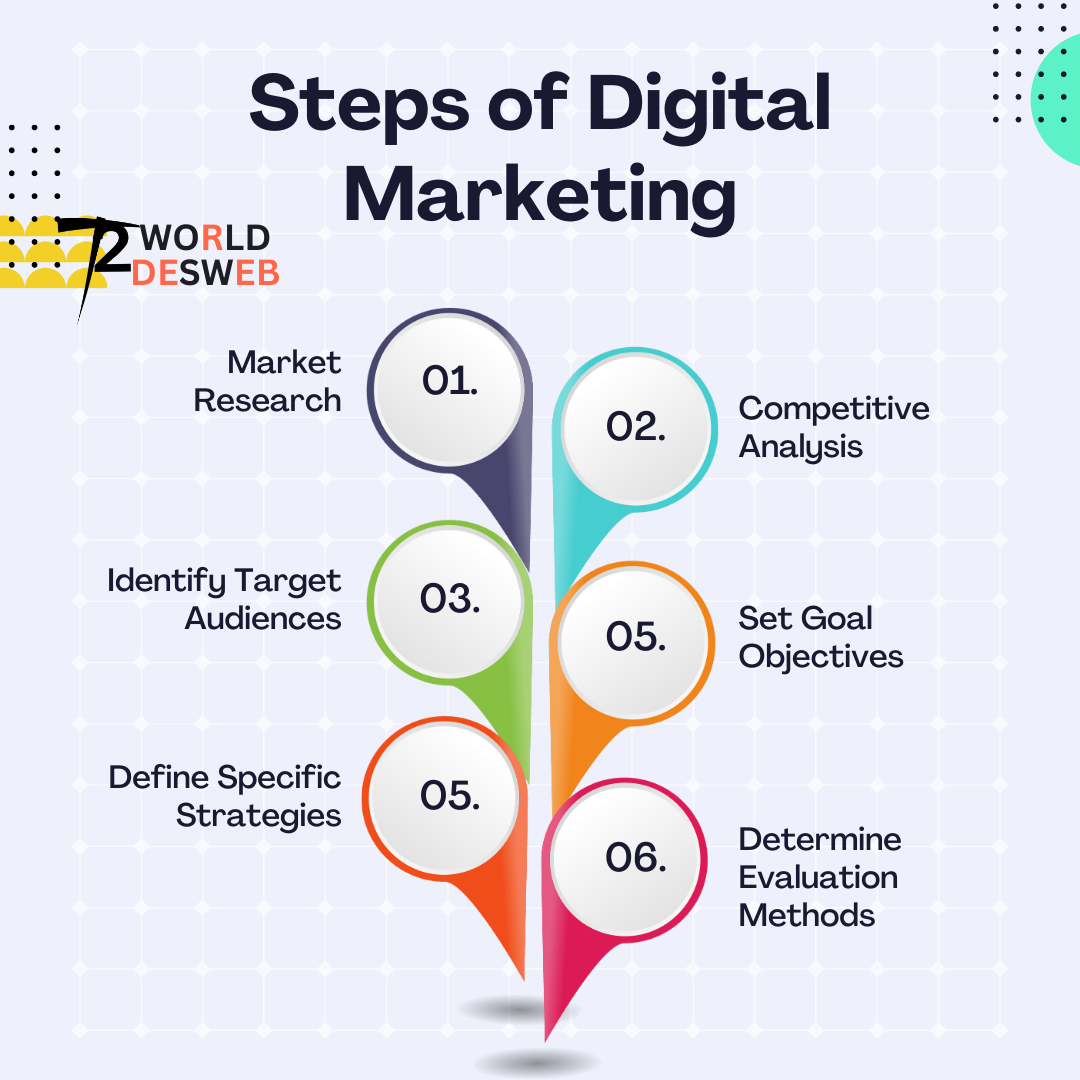 Steps of Digital
Marketing
72 WORLD
DESWEB
Market
Research
01.
02.
Competitive
Analysis
Identify Target
Audiences
03.
05.
Set Goal
Objectives
Define Specific
Strategies
05.
06.
Determine
Evaluation
Methods